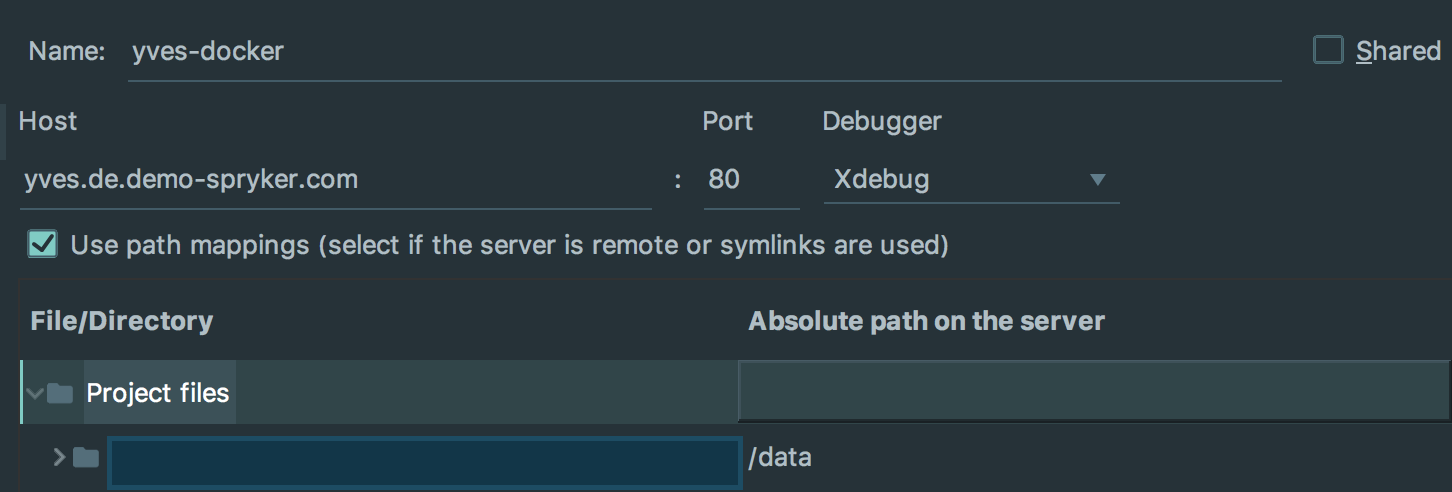 Name: yves-docker Shared
Host Port Debugger
yves.de.demo-spryker.com : 80 Xdebug
Use path mappings (select if the server is remote or symlinks are used)
File/Directory Absolute path on the server
Project files
/data